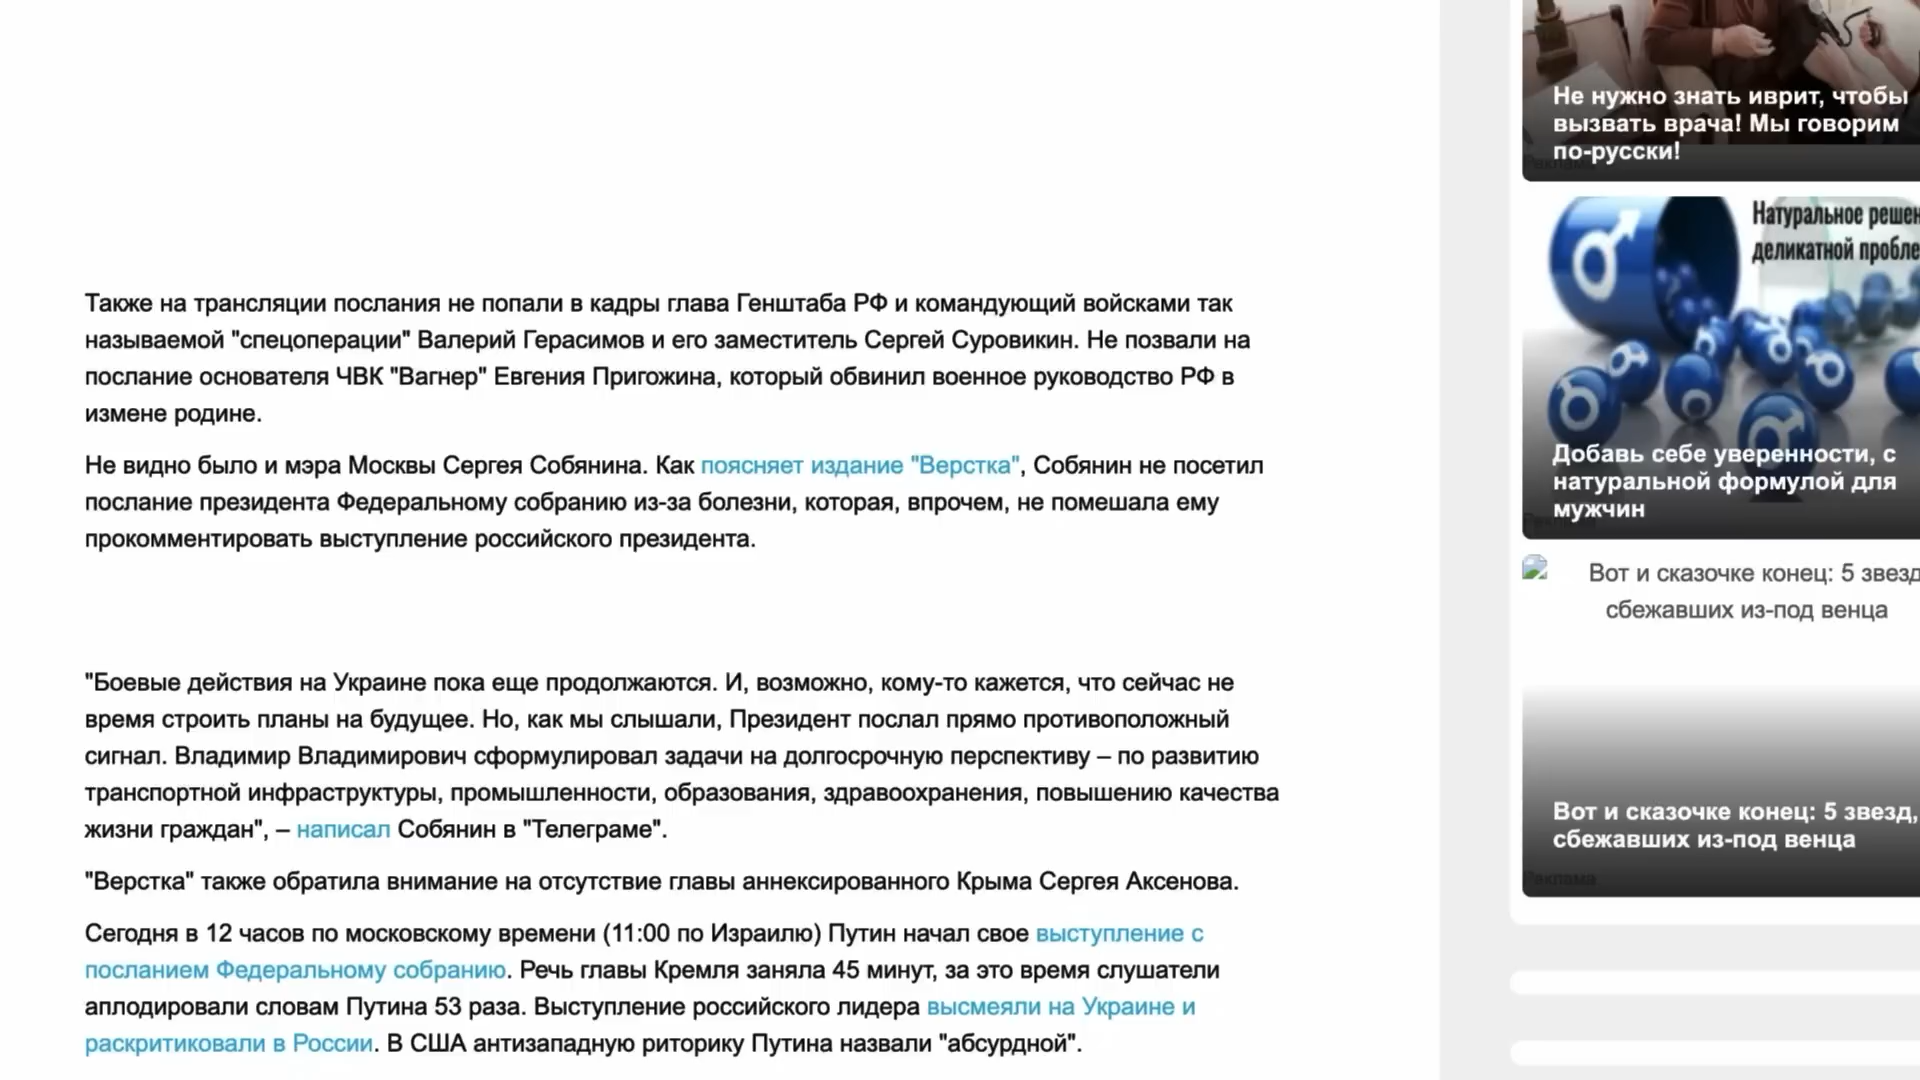 Также на трансляции послания не попали в кадры глава Генштаба РФ и командующий войсками так
называемой "спецоперации" Валерий Герасимов и его заместитель Сергей Суровикин. Не позвали на
послание основателя ЧВК "Вагнер" Евгения Пригожина, который обвинил военное руководство РФ в
измене родине.
Не видно было и мэра Москвы Сергея Собянина. Как поясняет издание "Верстка", Собянин не посетил
послание президента Федеральному собранию из-за болезни, которая, впрочем, не помешала ему
прокомментировать выступление российского президента.
"Боевые действия на Украине пока еще продолжаются. И, возможно, кому-то кажется, что сейчас не
время строить планы на будущее. Но, как мы слышали, Президент послал прямо противоположный
сигнал. Владимир Владимирович сформулировал задачи на долгосрочную перспективу – по развитию
транспортной инфраструктуры, промышленности, образования, здравоохранения, повышению качества
жизни граждан", – написал Собянин в "Телеграме".
"Верстка" также обратила внимание на отсутствие главы аннексированного Крыма Сергея Аксенова.
Сегодня в 12 часов по московскому времени (11:00 по Израилю) Путин начал свое выступление с
посланием Федеральному собранию. Речь главы Кремля заняла 45 минут, за это время слушатели
аплодировали словам Путина 53 раза. Выступление российского лидера высмеяли на Украине и
раскритиковали в России. В США антизападную риторику Путина назвали "абсурдной".
Не нужно знать иврит, чтобы
вызвать врача! Мы говорим
по-русски!
Реклама
Натуральное решен
деликатной пробле
Добавь себе уверенности, с
натуральной формулой для
мужчин
Реклама
Вот и сказочке конец: 5 звезд
сбежавших из-под венца
Вот и сказочке конец: 5 звезд,
сбежавших из-под венца
Реклама